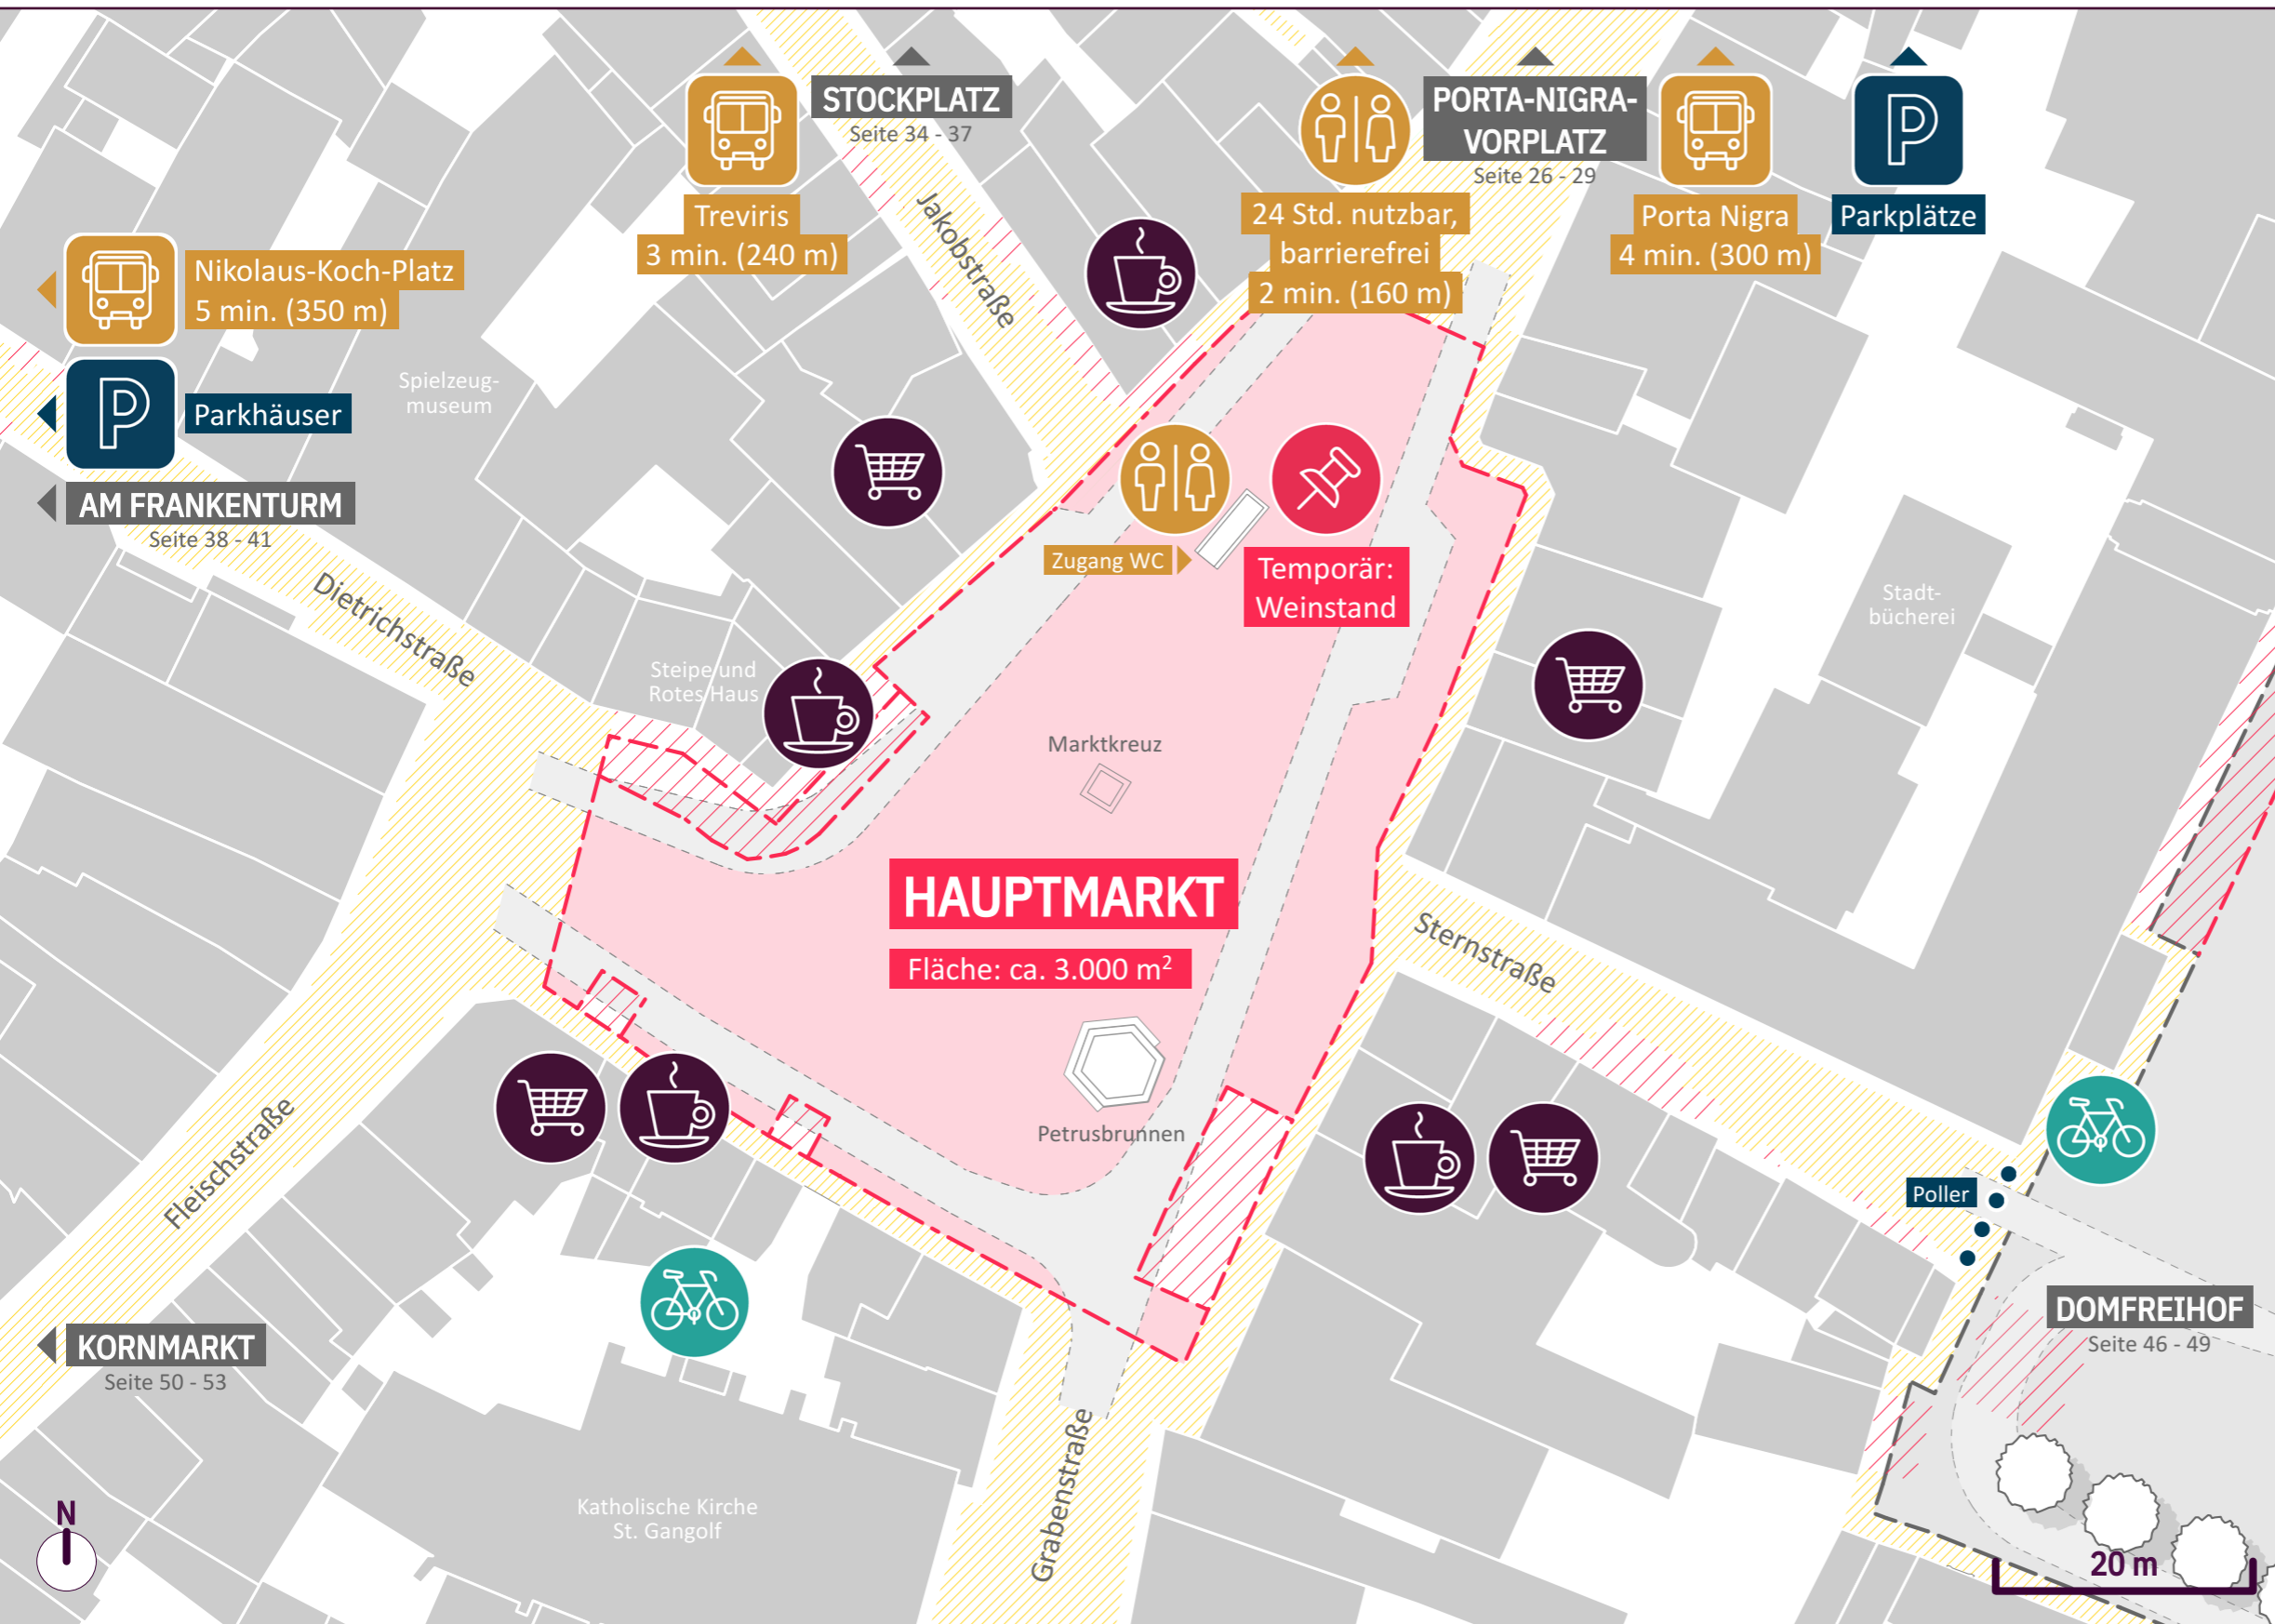 STOCKPLATZ
Seite 34 - 37
PORTA-NIGRA-
VORPLATZ
Seite 26 - 29
Treviris
3 min. (240 m)
24 Std. nutzbar,
barrierefrei
2 min. (160 m)
Porta Nigra
4 min. (300 m)
P
Parkplätze
Jakobstraße
Nikolaus-Koch-Platz
5 min. (350 m)
P
Parkhäuser
Spielzeug-
museum
AM FRANKENTURM
Seite 38 - 41
Dietrichstraße
Zugang WC
Temporär:
Weinstand
Stadt-
bücherei
Steipe und
Rotes Haus
Marktkreuz
HAUPTMARKT
Fläche: ca. 3.000 m²
Sternstraße
Petrusbrunnen
Fleischstraße
Poller
DOMFREIHOF
Seite 46 - 49
KORNMARKT
Seite 50 - 53
Grabenstraße
Katholische Kirche
St. Gangolf
N
20 m